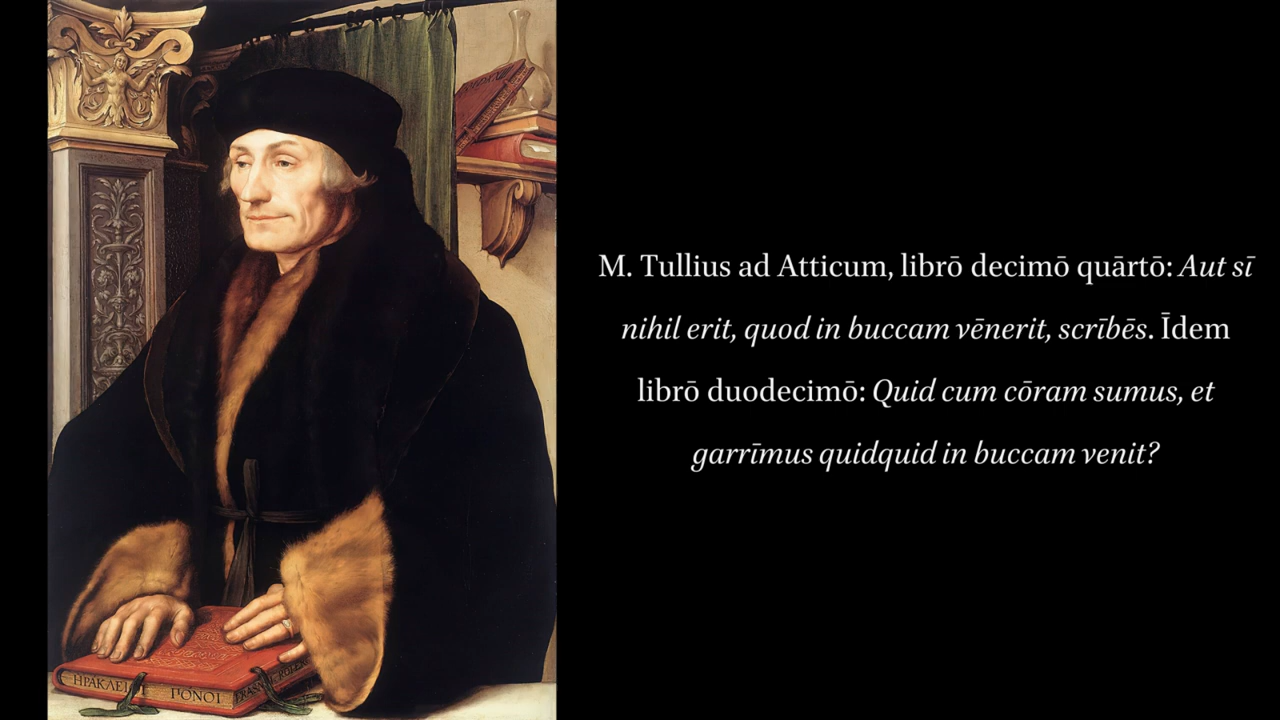 M. Tullius ad Atticum, librō decimō quārtō: Aut sī
nihil erit, quod in buccam vēnerit, scrībēs. Īdem
librō duodecimō: Quid cum cōram sumus, et
garrīmus quidquid in buccam venit?
ΗΡΑΚΛΕΙΟΙ ΠΟΝΟΙ